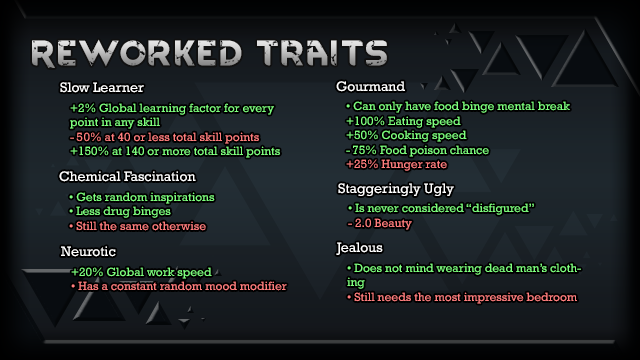 REWORKED TRAITS
Slow Learner
+2% Global learning factor for every
point in any skill
- 50% at 40 or less total skill points
+150% at 140 or more total skill points
Chemical Fascination
• Gets random inspirations
• Less drug binges
• Still the same otherwise
Neurotic
+20% Global work speed
• Has a constant random mood modifier
Gourmand
• Can only have food binge mental break
+100% Eating speed
+50% Cooking speed
- 75% Food poison chance
+25% Hunger rate
Staggeringly Ugly
• Is never considered “disfigured”
- 2.0 Beauty
Jealous
• Does not mind wearing dead man’s cloth-
ing
• Still needs the most impressive bedroom